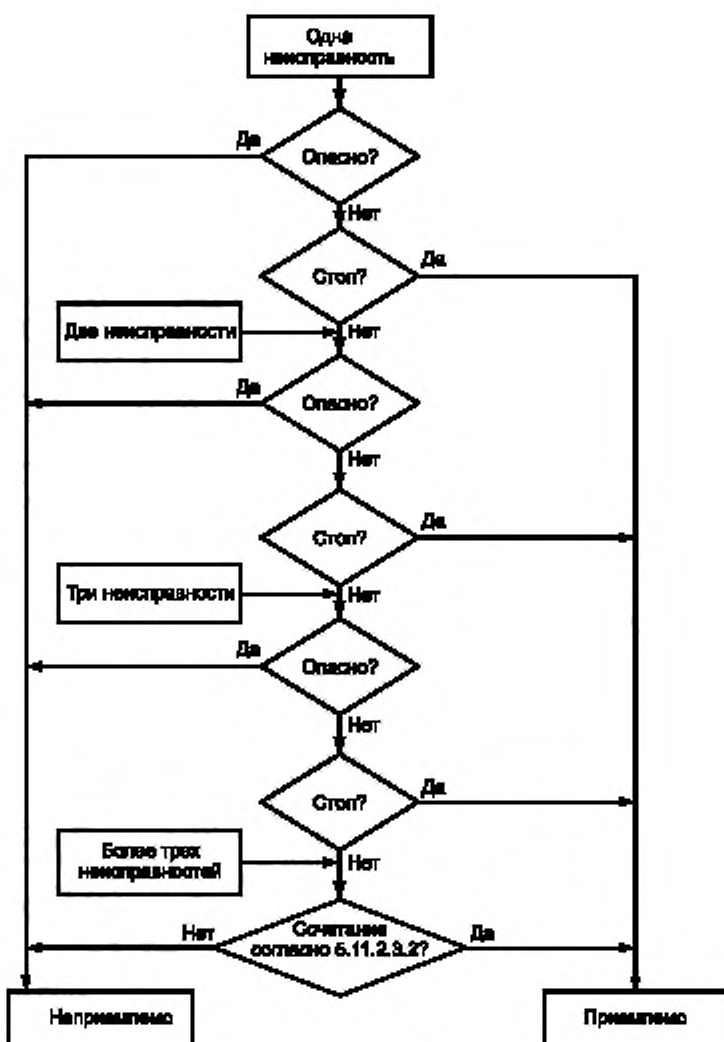 Одна
неисправность
Да
Опасно?
Нет
Стоп?
Да
Две неисправности
Нет
Да
Опасно?
Нет
Стоп?
Да
Три неисправности
Нет
Да
Опасно?
Нет
Стоп?
Да
Более трех
неисправностей
Нет
Нет
Сочетание
согласно 5.11.2.3.2?
Да
Неприемлемо
Приемлемо